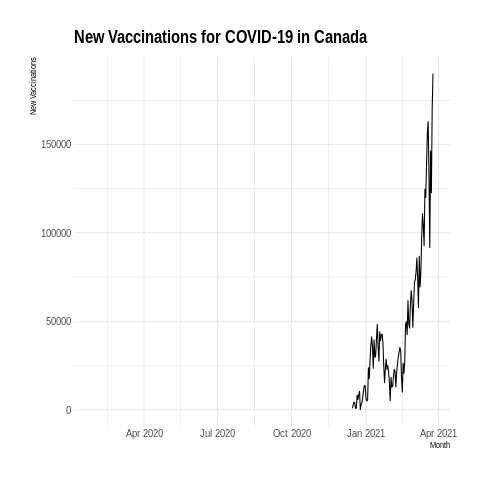 New Vaccinations for COVID-19 in Canada
New Vaccinations
150000
100000
50000
0
Apr 2020 Jul 2020 Oct 2020 Jan 2021 Apr 2021
Month